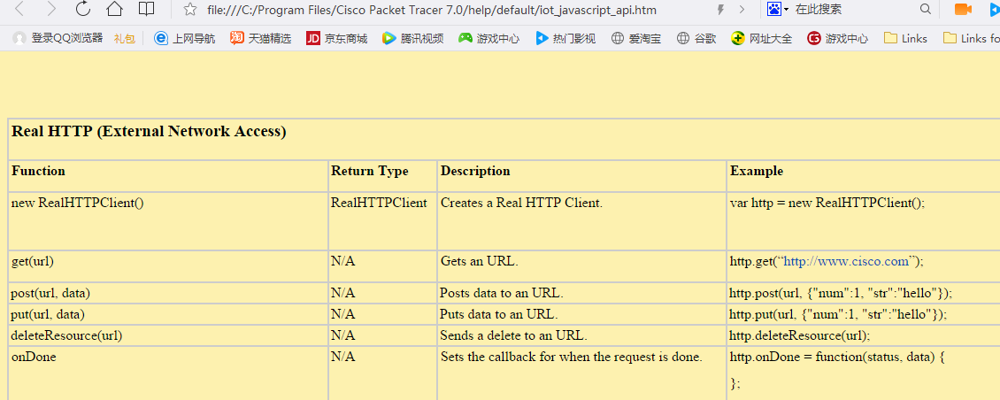 file:///C:/Program Files/Cisco Packet Tracer 7.0/help/default/iot_javascript_api.htm 在此搜索
登录QQ浏览器 礼包 上网导航 天猫精选 京东商城 腾讯视频 游戏中心 热门影视 爱淘宝 谷歌 网址大全 游戏中心 Links Links fo
Real HTTP (External Network Access)
Function Return Type Description Example
new RealHTTPClient() RealHTTPClient Creates a Real HTTP Client. var http = new RealHTTPClient();
get(url) N/A Gets an URL. http.get(“http://www.cisco.com”);
post(url, data) N/A Posts data to an URL. http.post(url, {"num":1, "str":"hello"});
put(url, data) N/A Puts data to an URL. http.put(url, {"num":1, "str":"hello"});
deleteResource(url) N/A Sends a delete to an URL. http.deleteResource(url);
onDone N/A Sets the callback for when the request is done. http.onDone = function(status, data) {
};